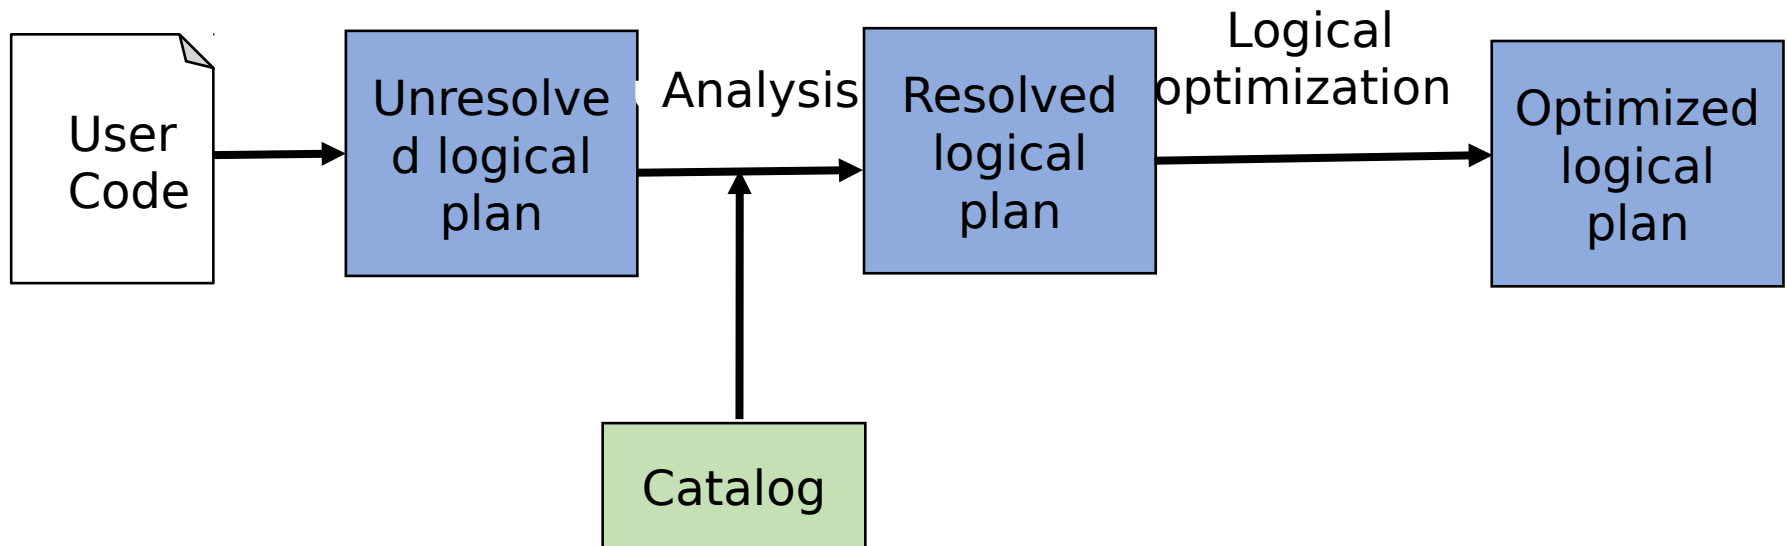 User
Code
Unresolve
d logical
plan
Analysis
Resolved
logical
plan
Logical
optimization
Optimized
logical
plan
Catalog